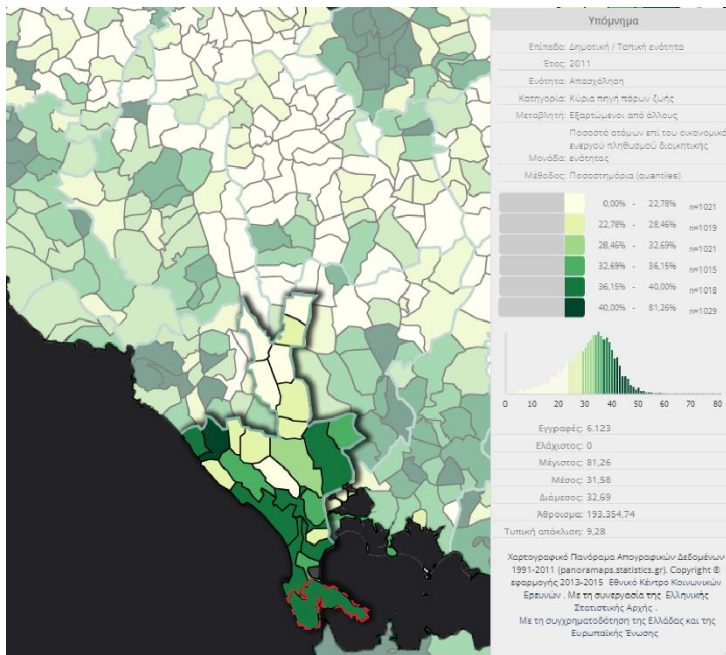 Υπόμνημα
Επίπεδο: Δημοτική / Τοπική ενότητα
Έτος: 2011
Ενότητα: Απασχόληση
Κατηγορία: Κύρια πηγή πόρων ζωής
Μεταβλητή: Εξαρτώμενοι από άλλους
Ποσοστό ατόμων επί του οικονομικά
ενεργού πληθυσμού διοικητικής
Μονάδα: ενότητας
Μέθοδος: Ποσοστημόρια (quantiles)
0,00% - 22,78% n=1021
22,78% - 28,46% n=1019
28,46% - 32,69% n=1021
32,69% - 36,15% n=1015
36,15% - 40,00% n=1018
40,00% - 81,26% n=1029
0 10 20 30 40 50 60 70 80
Εγγραφές: 6.123
Ελάχιστος: 0
Μέγιστος: 81,26
Μέσος: 31,58
Διάμεσος: 32,69
Άθροισμα: 193.354,74
Τυπική απόκλιση: 9,28
Χαρτογραφικό Πανόραμα Απογραφικών Δεδομένων
1991-2011 (panoramaps.statistics.gr). Copyright ©
εφαρμογής 2013-2015 Εθνικό Κέντρο Κοινωνικών
Ερευνών . Με τη συνεργασία της Ελληνικής
Στατιστικής Αρχής .
Με τη συγχρηματοδότηση της Ελλάδας και της
Ευρωπαϊκής Ένωσης